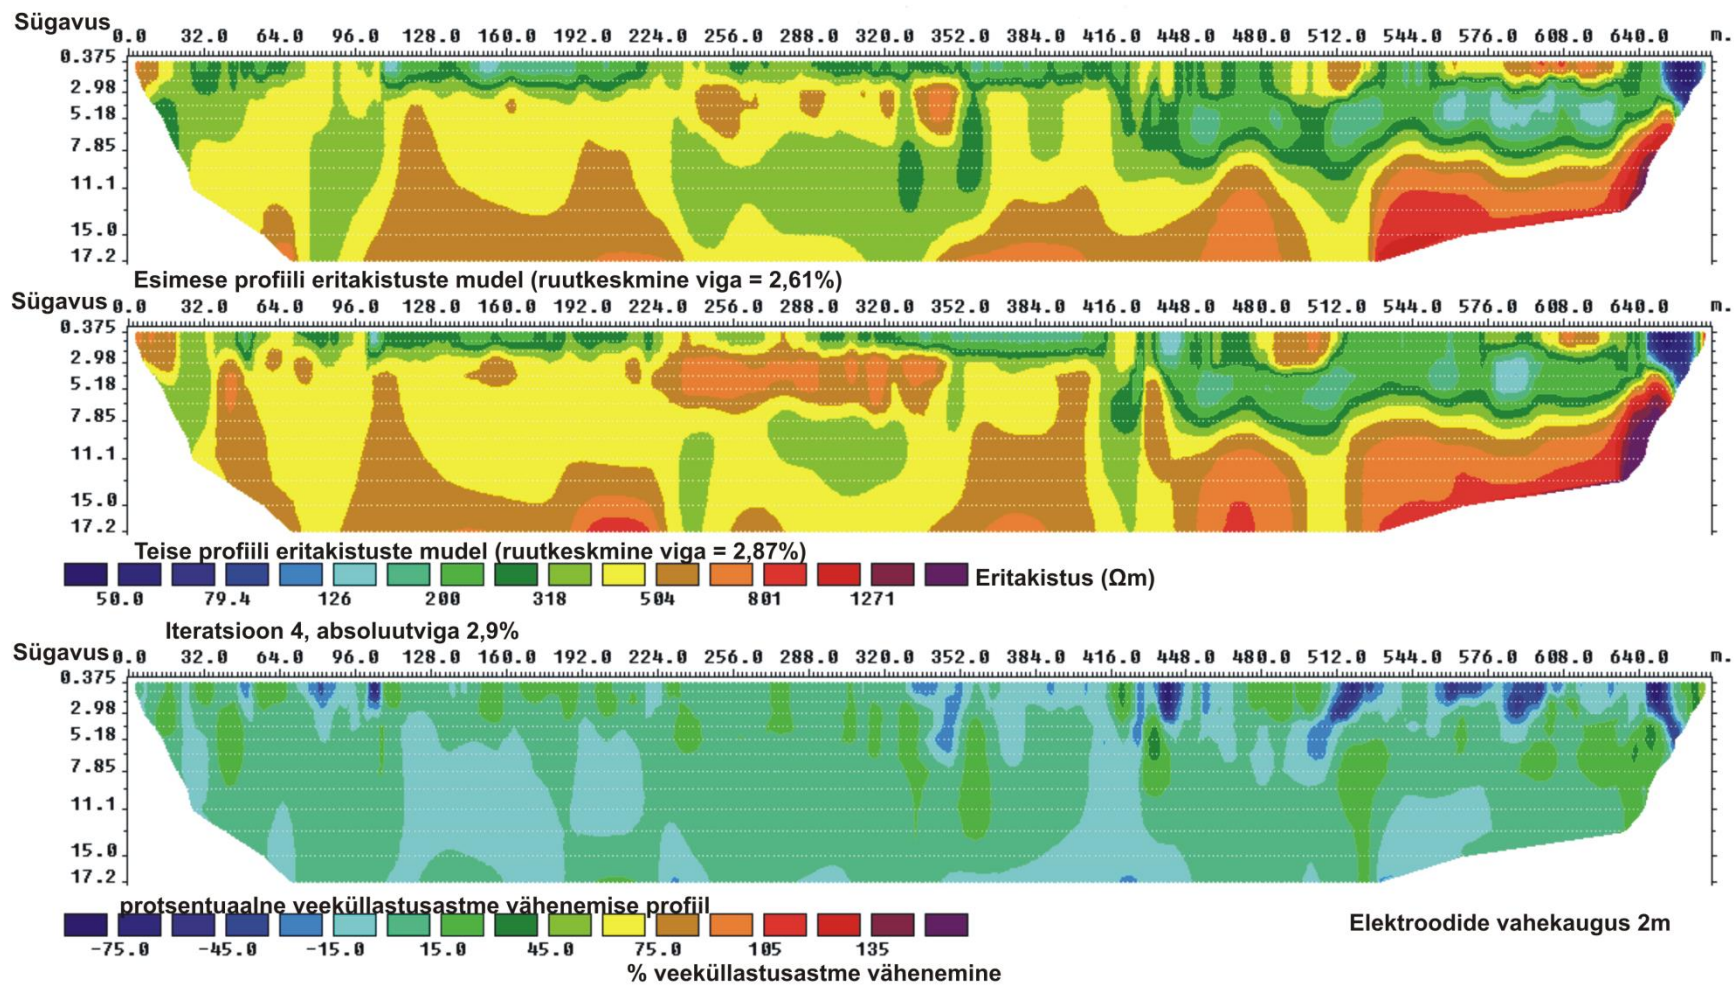 Sügavus
0.0 32.0 64.0 96.0 128.0 160.0 192.0 224.0 256.0 288.0 320.0 352.0 384.0 416.0 448.0 480.0 512.0 544.0 576.0 608.0 640.0 m.
0.375
2.98
5.18
7.85
11.1
15.0
17.2
Esimese profiili eritakistuste mudel (ruutkeskmine viga = 2,61%)
Sügavus
0.0 32.0 64.0 96.0 128.0 160.0 192.0 224.0 256.0 288.0 320.0 352.0 384.0 416.0 448.0 480.0 512.0 544.0 576.0 608.0 640.0 m.
0.375
2.98
5.18
7.85
11.1
15.0
17.2
Teise profiili eritakistuste mudel (ruutkeskmine viga = 2,87%)
Eritakistus (Ωm)
50.0 79.4 126 200 318 504 801 1271
Iteratsioon 4, absoluutviga 2,9%
Sügavus
0.0 32.0 64.0 96.0 128.0 160.0 192.0 224.0 256.0 288.0 320.0 352.0 384.0 416.0 448.0 480.0 512.0 544.0 576.0 608.0 640.0 m.
0.375
2.98
5.18
7.85
11.1
15.0
17.2
protsentuaalne veeküllastusastme vähenemise profiil
Elektroodide vahekaugus 2m
-75.0 -45.0 -15.0 15.0 45.0 75.0 105 135
% veeküllastusastme vähenemine